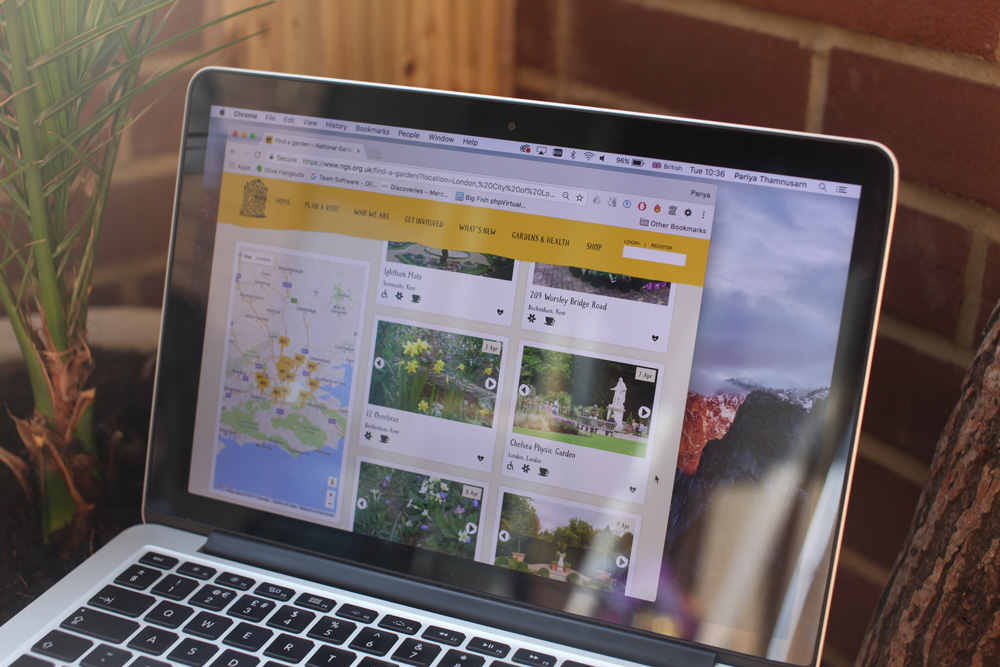 Chrome File Edit View History Bookmarks People Window Help 96% British Tue 10:36 Pariya Thamnusarn
Find a garden – National Gard
Pariya
Secure https://www.ngs.org.uk/find-a-garden/?location=London,%20City%20of%20Lo...
Apps Olive Hangouts Team Software - Oli... Discoveries – Merc... Big Fish phpVirtual... Other Bookmarks
HOME PLAN A VISIT WHO WE ARE GET INVOLVED WHAT'S NEW GARDENS & HEALTH SHOP
LOGIN | REGISTER
Map Satellite
Ightham Mote
Sevenoaks, Kent
209 Worsley Bridge Road
Beckenham, Kent
2 Apr
12 Overbrae
Beckenham, Kent
7 Apr
Chelsea Physic Garden
London, London
8 Apr
9 Apr